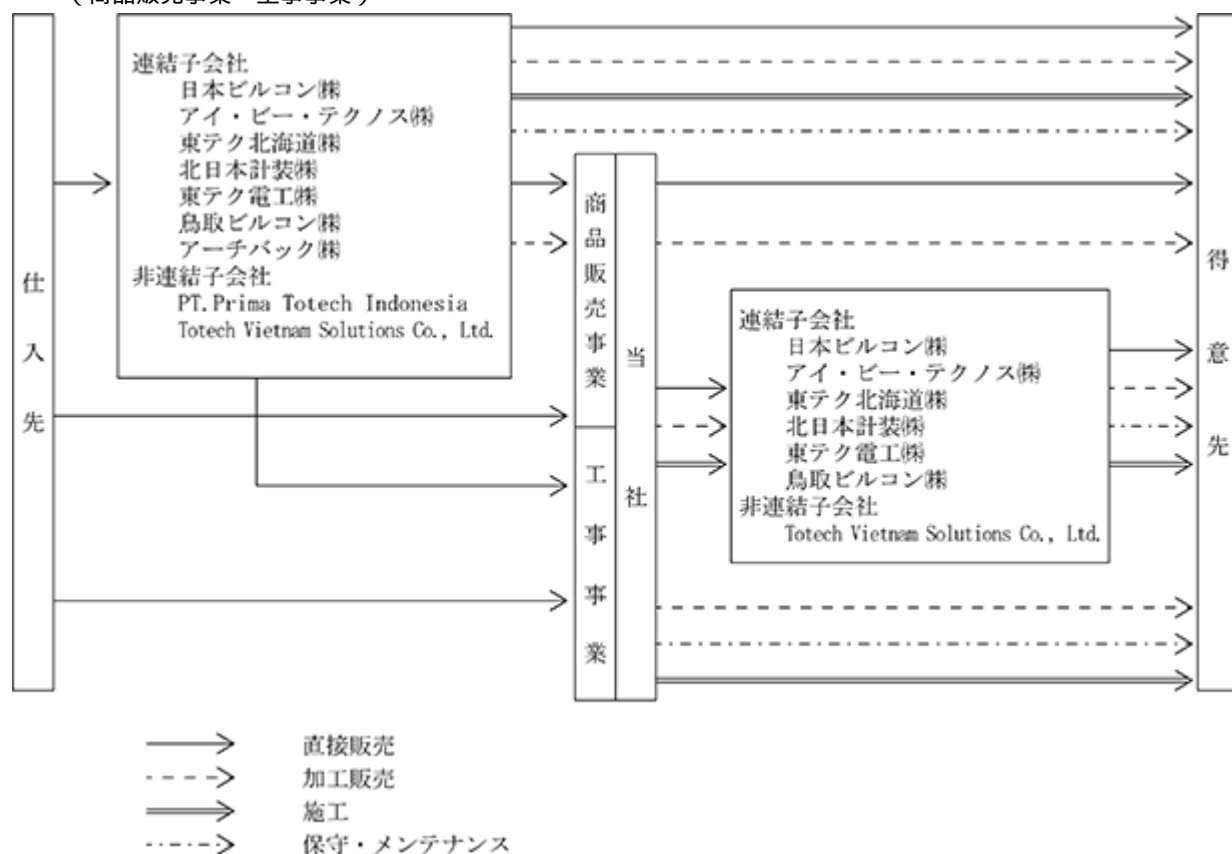 (商品販売事業・工事事業)
仕入先
連結子会社
日本ビルコン㈱
アイ・ビー・テクノス㈱
東テク北海道㈱
北日本計装㈱
東テク電工㈱
鳥取ビルコン㈱
アーチバック㈱
非連結子会社
PT.Prima Totech Indonesia
Totech Vietnam Solutions Co., Ltd.
商品販売事業
工事事業
当社
連結子会社
日本ビルコン㈱
アイ・ビー・テクノス㈱
東テク北海道㈱
北日本計装㈱
東テク電工㈱
鳥取ビルコン㈱
非連結子会社
Totech Vietnam Solutions Co., Ltd.
得意先
直接販売
加工販売
施工
保守・メンテナンス